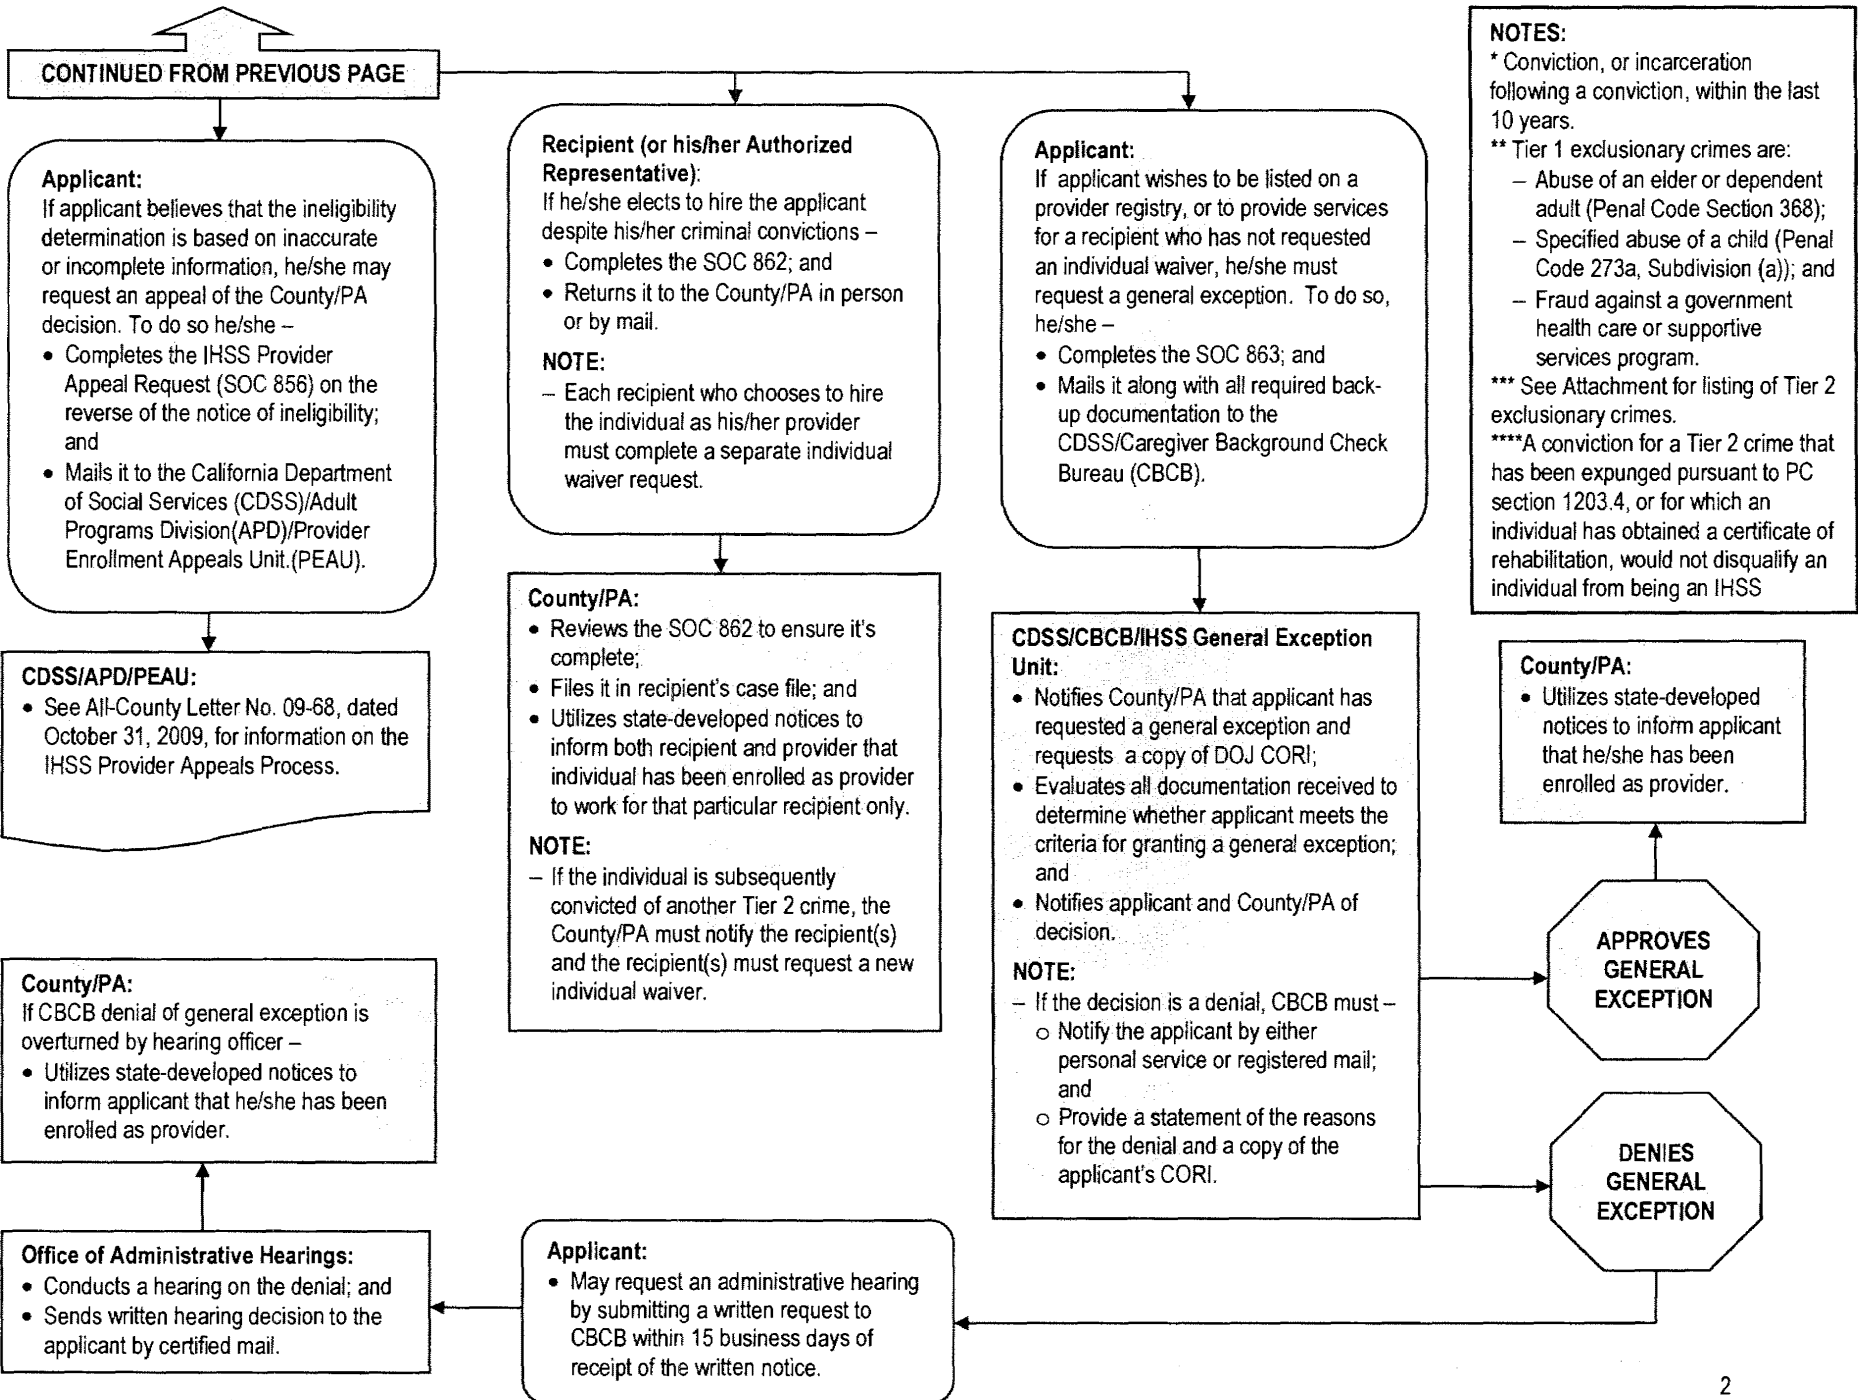 CONTINUED FROM PREVIOUS PAGE
Applicant:
If applicant believes that the ineligibility
determination is based on inaccurate
or incomplete information, he/she may
request an appeal of the County/PA
decision. To do so he/she –
• Completes the IHSS Provider
Appeal Request (SOC 856) on the
reverse of the notice of ineligibility;
and
• Mails it to the California Department
of Social Services (CDSS)/Adult
Programs Division(APD)/Provider
Enrollment Appeals Unit.(PEAU).
CDSS/APD/PEAU:
• See All-County Letter No. 09-68, dated
October 31, 2009, for information on the
IHSS Provider Appeals Process.
Recipient (or his/her Authorized
Representative):
If he/she elects to hire the applicant
despite his/her criminal convictions –
• Completes the SOC 862; and
• Returns it to the County/PA in person
or by mail.
NOTE:
– Each recipient who chooses to hire
the individual as his/her provider
must complete a separate individual
waiver request.
County/PA:
• Reviews the SOC 862 to ensure it's
complete;
• Files it in recipient's case file; and
• Utilizes state-developed notices to
inform both recipient and provider that
individual has been enrolled as provider
to work for that particular recipient only.
NOTE:
– If the individual is subsequently
convicted of another Tier 2 crime, the
County/PA must notify the recipient(s)
and the recipient(s) must request a new
individual waiver.
Applicant:
If applicant wishes to be listed on a
provider registry, or to provide services
for a recipient who has not requested
an individual waiver, he/she must
request a general exception. To do so,
he/she –
• Completes the SOC 863; and
• Mails it along with all required back-
up documentation to the
CDSS/Caregiver Background Check
Bureau (CBCB).
CDSS/CBCB/IHSS General Exception
Unit:
• Notifies County/PA that applicant has
requested a general exception and
requests a copy of DOJ CORI;
• Evaluates all documentation received to
determine whether applicant meets the
criteria for granting a general exception;
and
• Notifies applicant and County/PA of
decision.
NOTE:
– If the decision is a denial, CBCB must –
o Notify the applicant by either
personal service or registered mail;
and
o Provide a statement of the reasons
for the denial and a copy of the
applicant's CORI.
NOTES:
* Conviction, or incarceration
following a conviction, within the last
10 years.
** Tier 1 exclusionary crimes are:
– Abuse of an elder or dependent
adult (Penal Code Section 368);
– Specified abuse of a child (Penal
Code 273a, Subdivision (a)); and
– Fraud against a government
health care or supportive
services program.
*** See Attachment for listing of Tier 2
exclusionary crimes.
****A conviction for a Tier 2 crime that
has been expunged pursuant to PC
section 1203.4, or for which an
individual has obtained a certificate of
rehabilitation, would not disqualify an
individual from being an IHSS
County/PA:
• Utilizes state-developed
notices to inform applicant
that he/she has been
enrolled as provider.
APPROVES
GENERAL
EXCEPTION
DENIES
GENERAL
EXCEPTION
Applicant:
• May request an administrative hearing
by submitting a written request to
CBCB within 15 business days of
receipt of the written notice.
Office of Administrative Hearings:
• Conducts a hearing on the denial; and
• Sends written hearing decision to the
applicant by certified mail.
County/PA:
If CBCB denial of general exception is
overturned by hearing officer –
• Utilizes state-developed notices to
inform applicant that he/she has been
enrolled as provider.
2